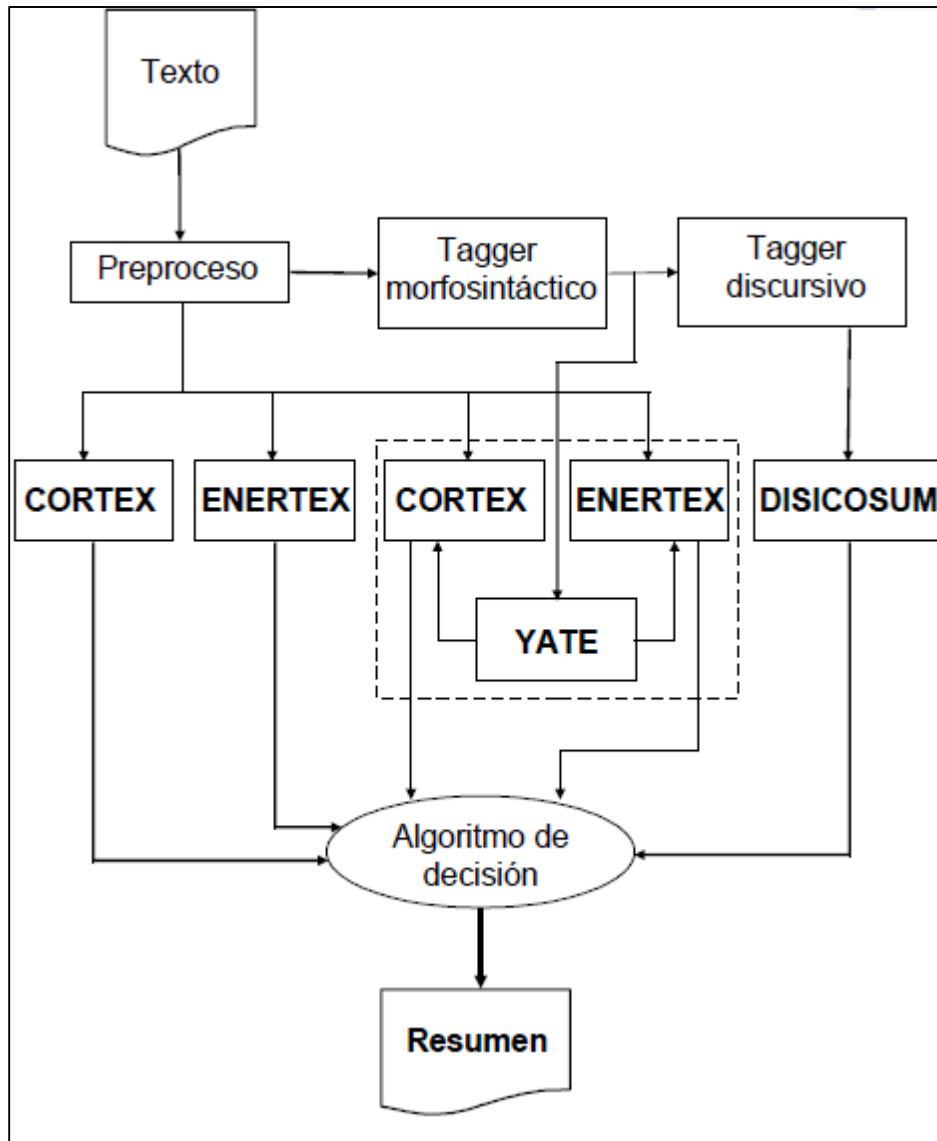 Texto
Preproceso
Tagger
morfosintáctico
Tagger
discursivo
CORTEX
ENERTEX
CORTEX
ENERTEX
DISICOSUM
YATE
Algoritmo de
decisión
Resumen